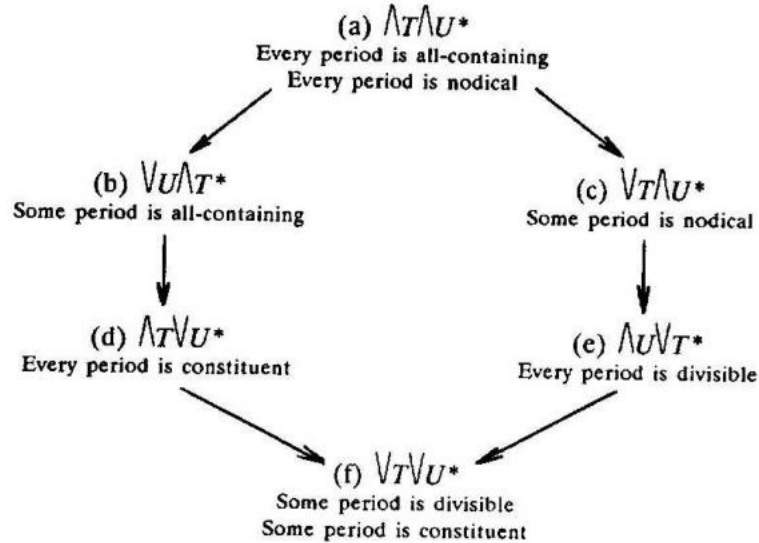 (a) ⋀T⋀U*
Every period is all-containing
Every period is nodical
(b) ⋁U⋀T*
Some period is all-containing
(c) ⋁T⋀U*
Some period is nodical
(d) ⋀T⋁U*
Every period is constituent
(e) ⋀U⋁T*
Every period is divisible
(f) ⋁T⋁U*
Some period is divisible
Some period is constituent